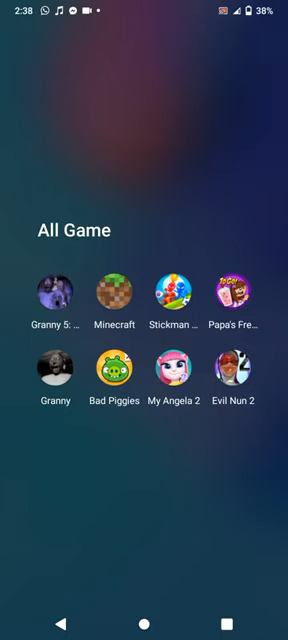 2:38
38%
All Game
Granny 5: ...
Minecraft
Stickman ...
Papa's Fre...
Granny
Bad Piggies
My Angela 2
Evil Nun 2